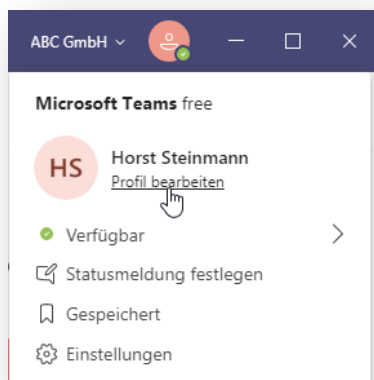 ABC GmbH
Microsoft Teams free
HS
Horst Steinmann
Profil bearbeiten
Verfügbar
Statusmeldung festlegen
Gespeichert
Einstellungen